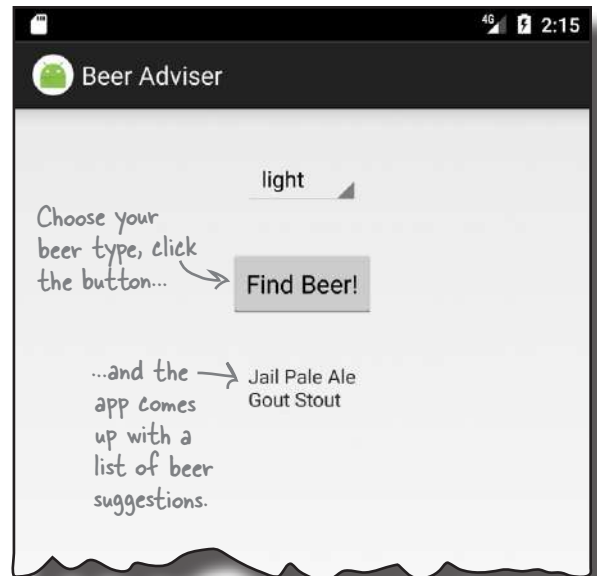 4G 2:15
Beer Adviser
light
Choose your
beer type, click
the button...
Find Beer!
...and the
app comes
up with a
list of beer
suggestions.
Jail Pale Ale
Gout Stout